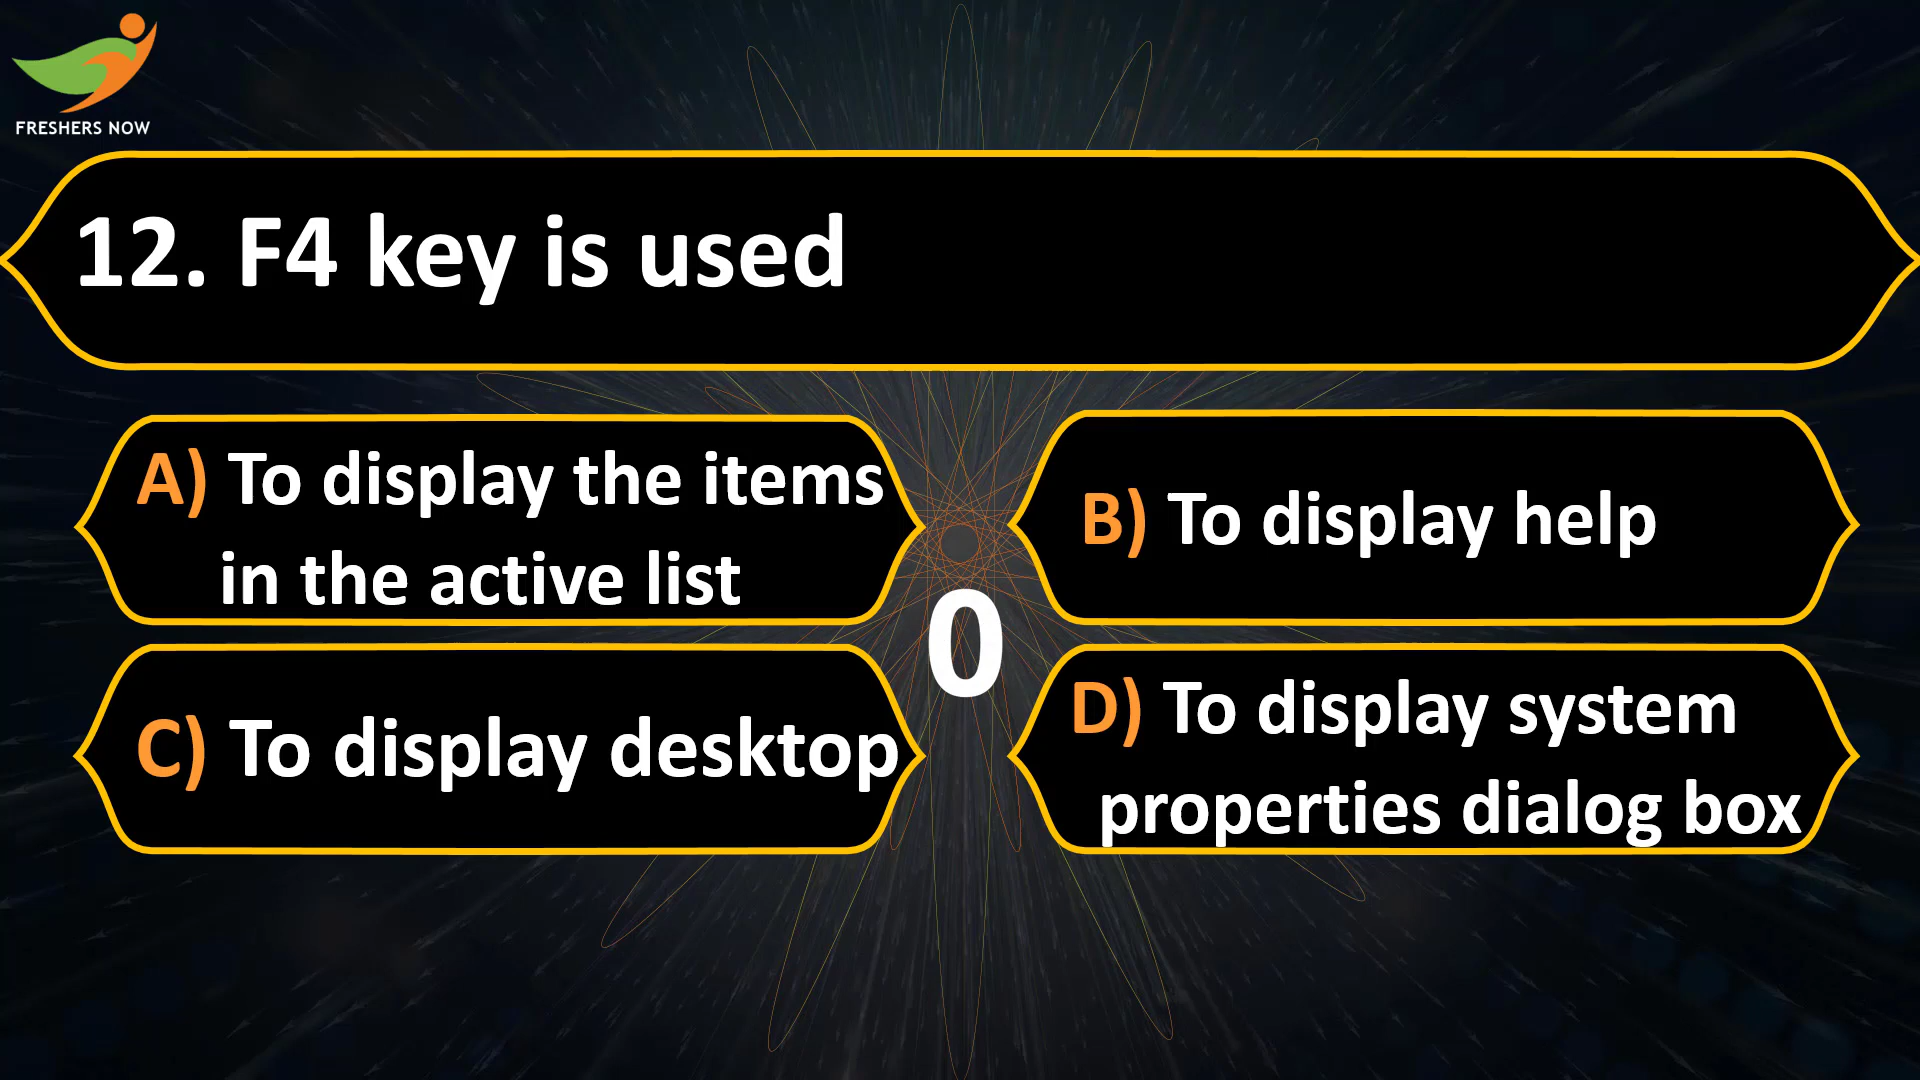 FRESHERS NOW
12. F4 key is used
A) To display the items
in the active list
B) To display help
0
C) To display desktop
D) To display system
properties dialog box